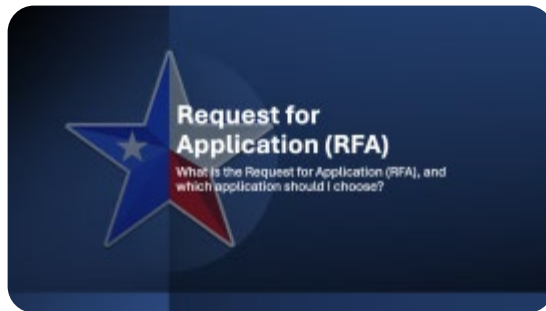 Request for
Application (RFA)
What is the Request for Application (RFA), and
which application should I choose?